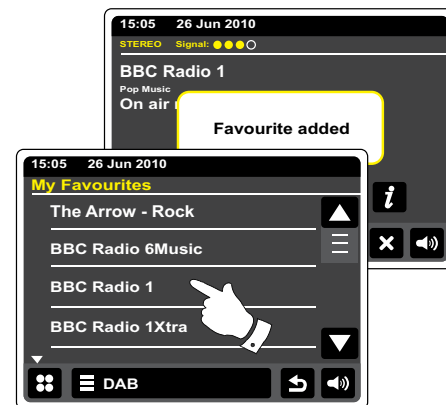 15:05 26 Jun 2010
STEREO Signal:
BBC Radio 1
Pop Music
On air
Favourite added
i
15:05 26 Jun 2010
My Favourites
The Arrow - Rock
BBC Radio 6Music
BBC Radio 1
BBC Radio 1Xtra
DAB